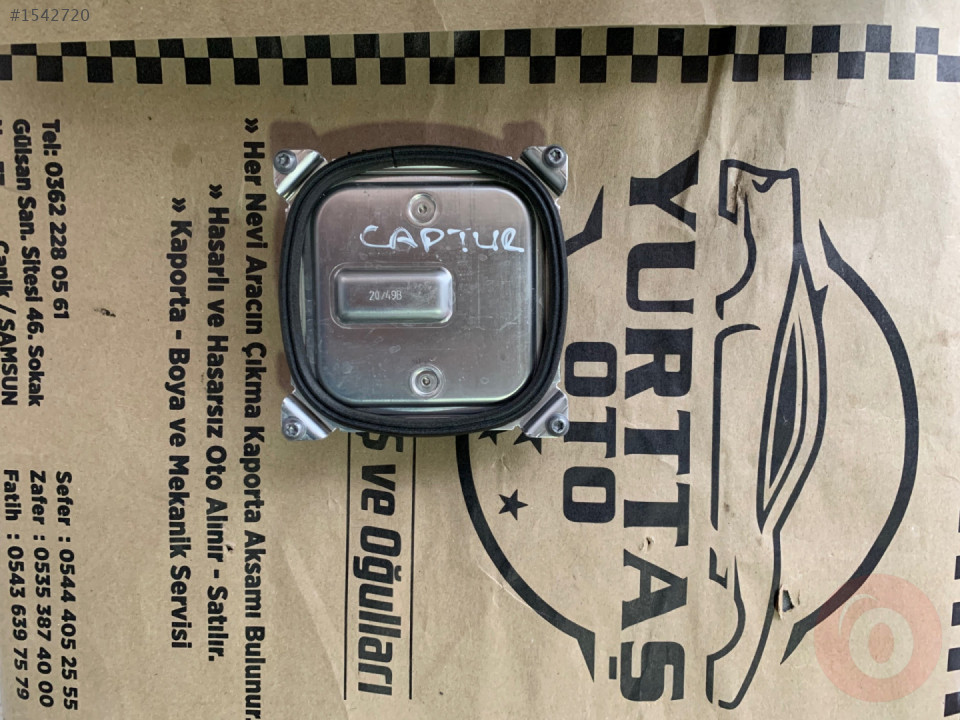 #1542720
CAPTUR
20/49B
YURTTAŞ
OTO
Ş ve Oğulları
» Her Nevi Aracın Çıkma Kaporta Aksamı Bulunur.
» Hasarlı ve Hasarsız Oto Alınır - Satılır.
» Kaporta - Boya ve Mekanik Servisi
Tel: 0362 228 05 61
Gülsan San. Sitesi 46. Sokak
Canik / SAMSUN
Sefer : 0544 405 25 55
Zafer : 0535 387 40 00
Fatih : 0543 639 75 79